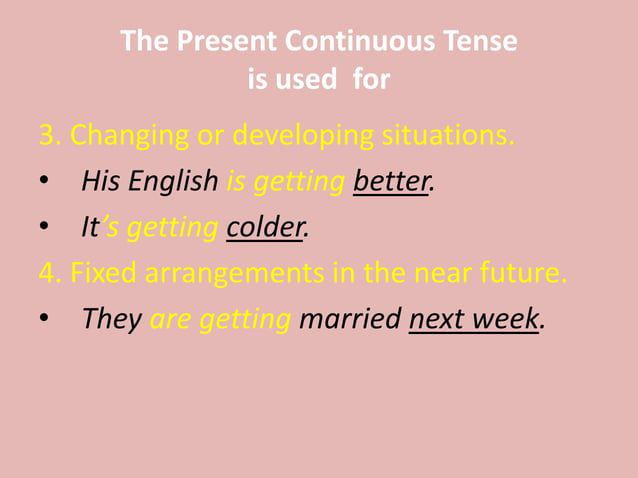 The Present Continuous Tense
is used for
3. Changing or developing situations.
• His English is getting better.
• It’s getting colder.
4. Fixed arrangements in the near future.
• They are getting married next week.